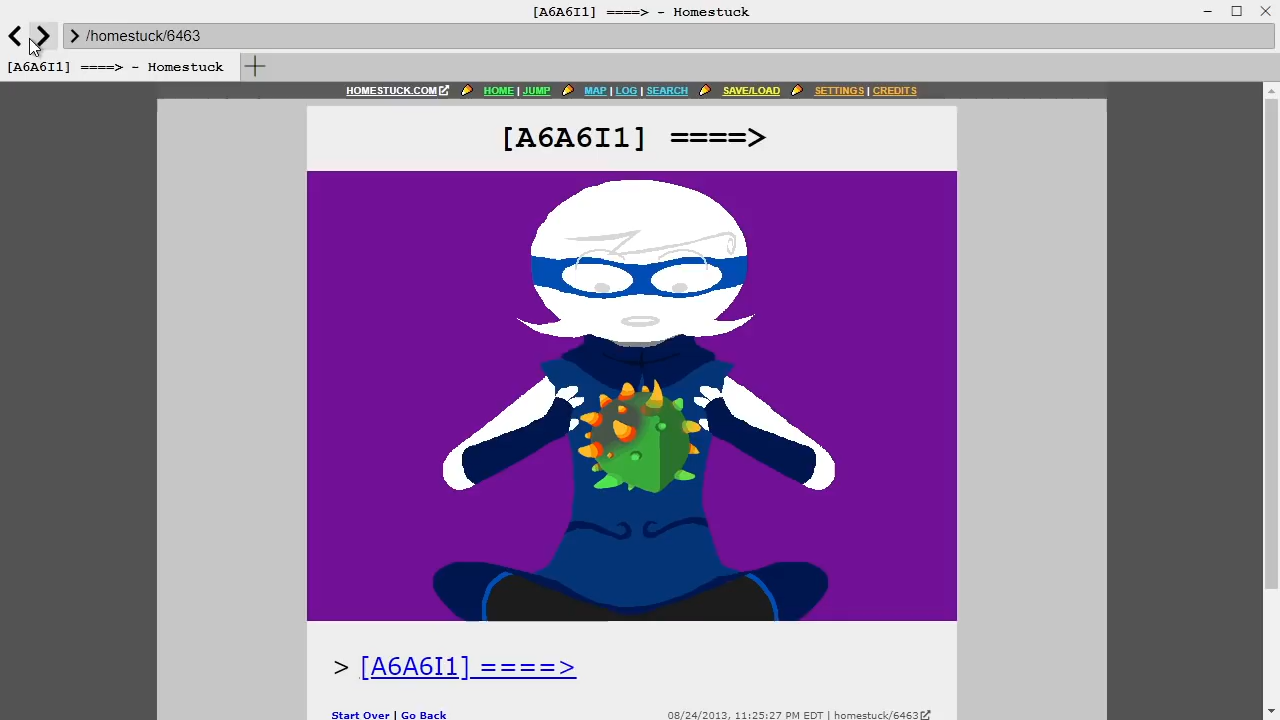 [A6A6I1] ====> - Homestuck
/homestuck/6463
[A6A6I1] ====> - Homestuck
HOMESTUCK.COM HOME | JUMP MAP | LOG | SEARCH SAVE/LOAD SETTINGS | CREDITS
[A6A6I1] ====>
> [A6A6I1] ====>
Start Over | Go Back 08/24/2013, 11:25:27 PM EDT | homestuck/6463